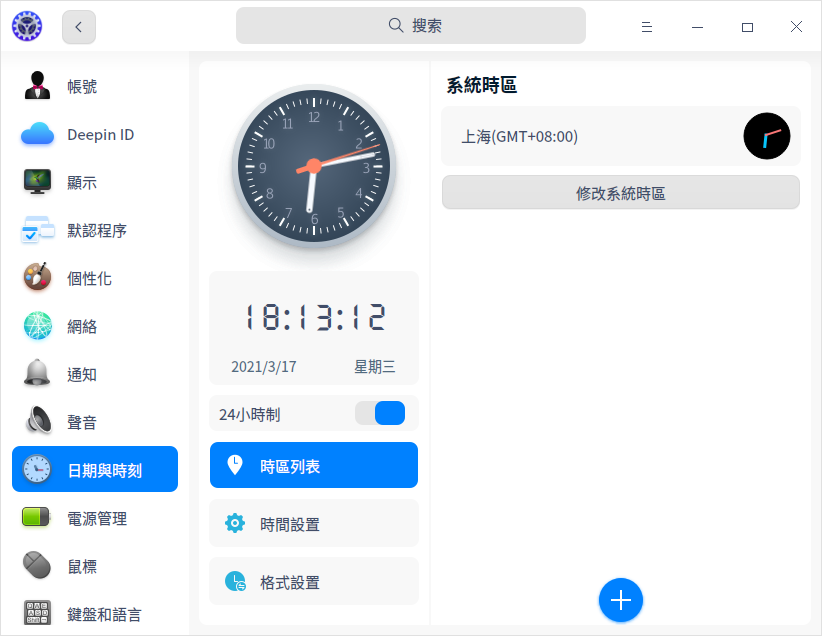 搜索
帳號
Deepin ID
顯示
默認程序
個性化
網絡
通知
聲音
日期與時刻
電源管理
鼠標
鍵盤和語言
12
1
2
3
4
5
6
7
8
9
10
11
18:13:12
2021/3/17 星期三
24小時制
時區列表
時間設置
格式設置
系統時區
上海(GMT+08:00)
修改系統時區